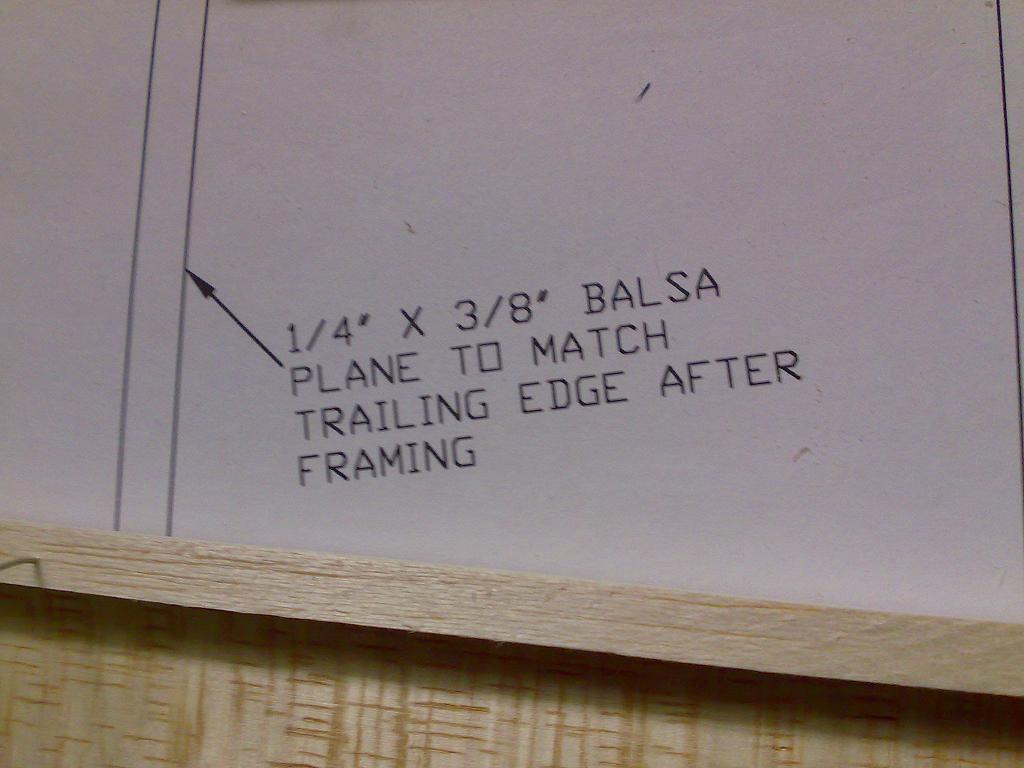 1/4" X 3/8" BALSA
PLANE TO MATCH
TRAILING EDGE AFTER
FRAMING